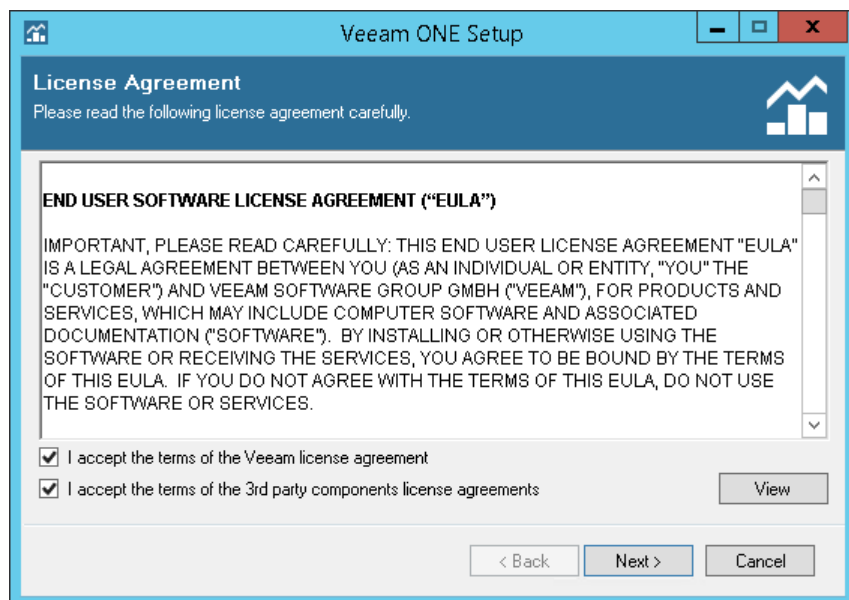 Veeam ONE Setup
License Agreement
Please read the following license agreement carefully.
END USER SOFTWARE LICENSE AGREEMENT (“EULA”)
IMPORTANT, PLEASE READ CAREFULLY: THIS END USER LICENSE AGREEMENT "EULA"
IS A LEGAL AGREEMENT BETWEEN YOU (AS AN INDIVIDUAL OR ENTITY, "YOU" THE
"CUSTOMER") AND VEEAM SOFTWARE GROUP GMBH ("VEEAM"), FOR PRODUCTS AND
SERVICES, WHICH MAY INCLUDE COMPUTER SOFTWARE AND ASSOCIATED
DOCUMENTATION ("SOFTWARE").  BY INSTALLING OR OTHERWISE USING THE
SOFTWARE OR RECEIVING THE SERVICES, YOU AGREE TO BE BOUND BY THE TERMS
OF THIS EULA.  IF YOU DO NOT AGREE WITH THE TERMS OF THIS EULA, DO NOT USE
THE SOFTWARE OR SERVICES.
I accept the terms of the Veeam license agreement
I accept the terms of the 3rd party components license agreements
View
< Back
Next >
Cancel